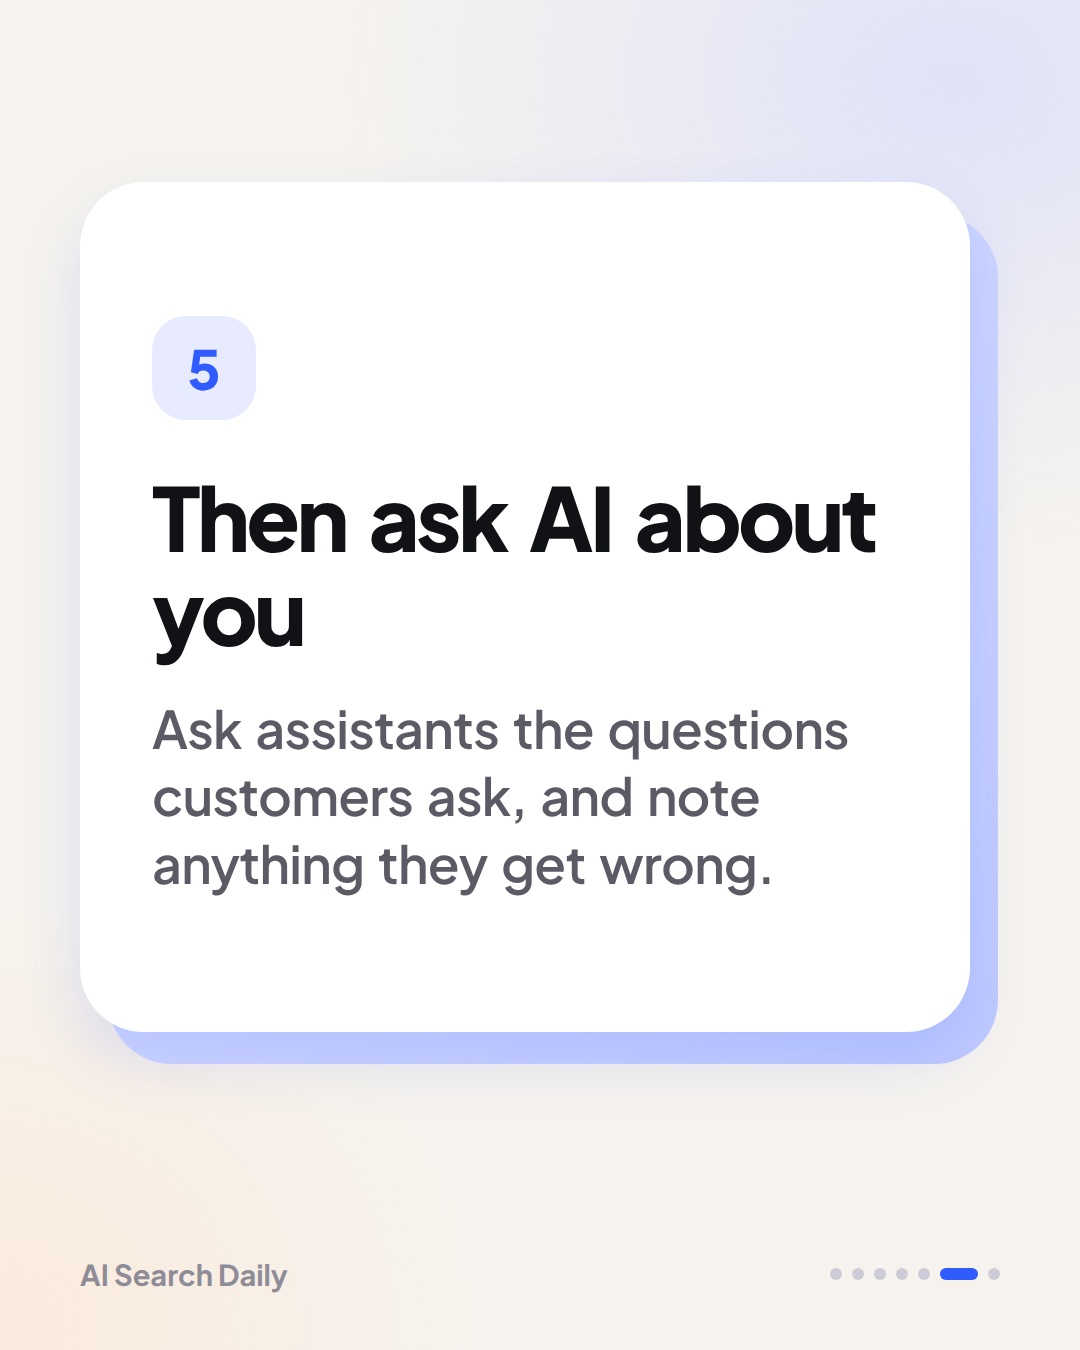 5
Then ask AI about
you
Ask assistants the questions
customers ask, and note
anything they get wrong.
AI Search Daily